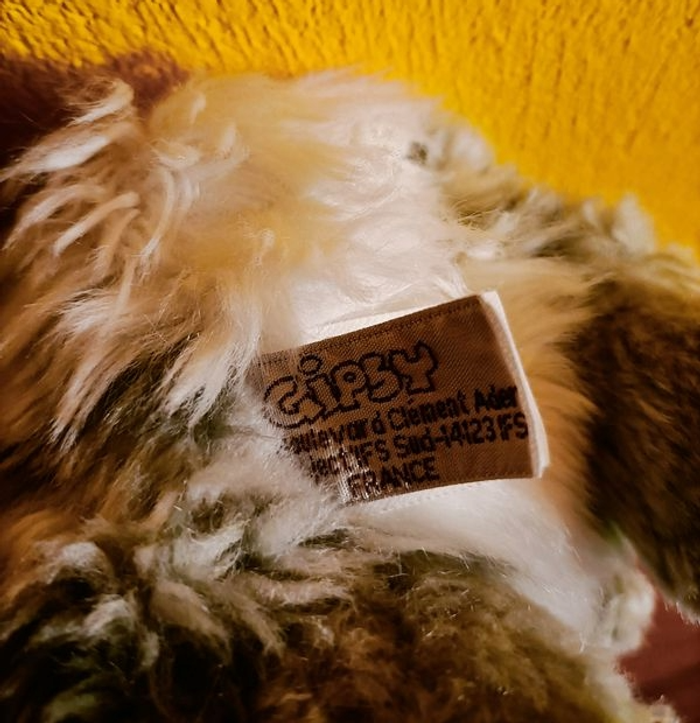 GiPSY
Clement Ader
IFS Sud-14123 IFS
FRANCE